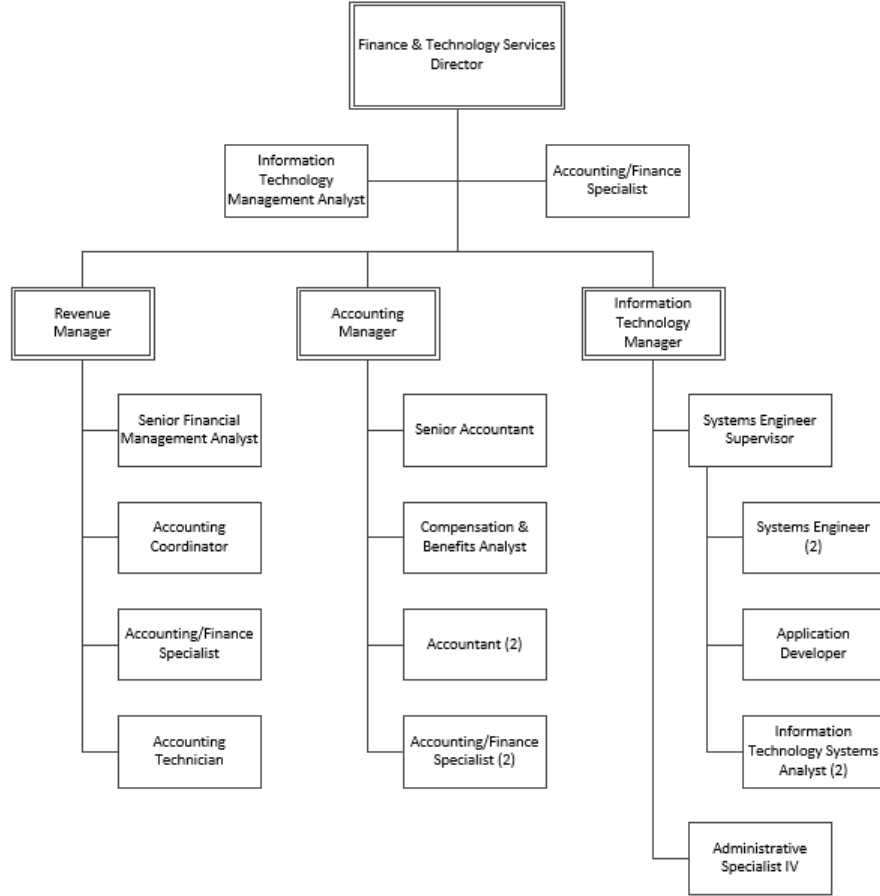 Finance & Technology Services
Director
Information
Technology
Management Analyst
Accounting/Finance
Specialist
Revenue
Manager
Accounting
Manager
Information
Technology
Manager
Senior Financial
Management Analyst
Accounting
Coordinator
Accounting/Finance
Specialist
Accounting
Technician
Senior Accountant
Compensation &
Benefits Analyst
Accountant (2)
Accounting/Finance
Specialist (2)
Systems Engineer
Supervisor
Systems Engineer
(2)
Application
Developer
Information
Technology Systems
Analyst (2)
Administrative
Specialist IV